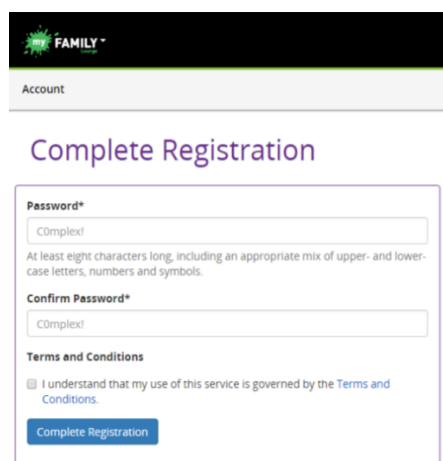 my FAMILY
Lounge
Account
Complete Registration
Password*
C0mplex!
At least eight characters long, including an appropriate mix of upper- and lower-
case letters, numbers and symbols.
Confirm Password*
C0mplex!
Terms and Conditions
I understand that my use of this service is governed by the Terms and
Conditions.
Complete Registration